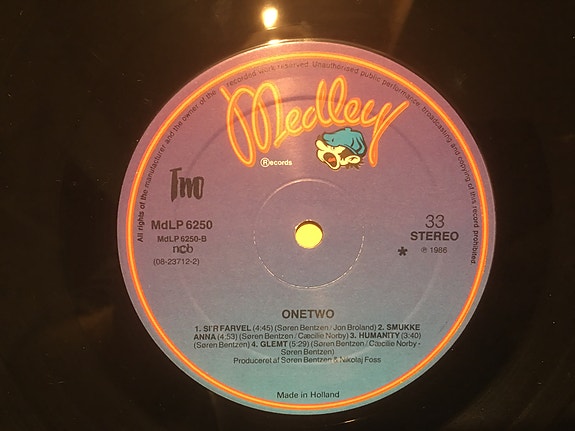 All rights of the manufacturer and the owner of the recorded work reserved. Unauthorised public performance, broadcasting and copying of this record prohibited.
Medley
Records
Two
MdLP 6250
MdLP 6250-B
ncb
(08-23712-2)
33
STEREO
* ℗ 1986
ONETWO
1. SI'R FARVEL (4:45) (Søren Bentzen/Jon Broland) 2. SMUKKE
ANNA (4:53) (Søren Bentzen/Cæcilie Norby) 3. HUMANITY (3:40)
(Søren Bentzen) 4. GLEMT (5:29) (Søren Bentzen/Cæcilie Norby -
Søren Bentzen)
Produceret af Søren Bentzen & Nikolaj Foss
Made in Holland